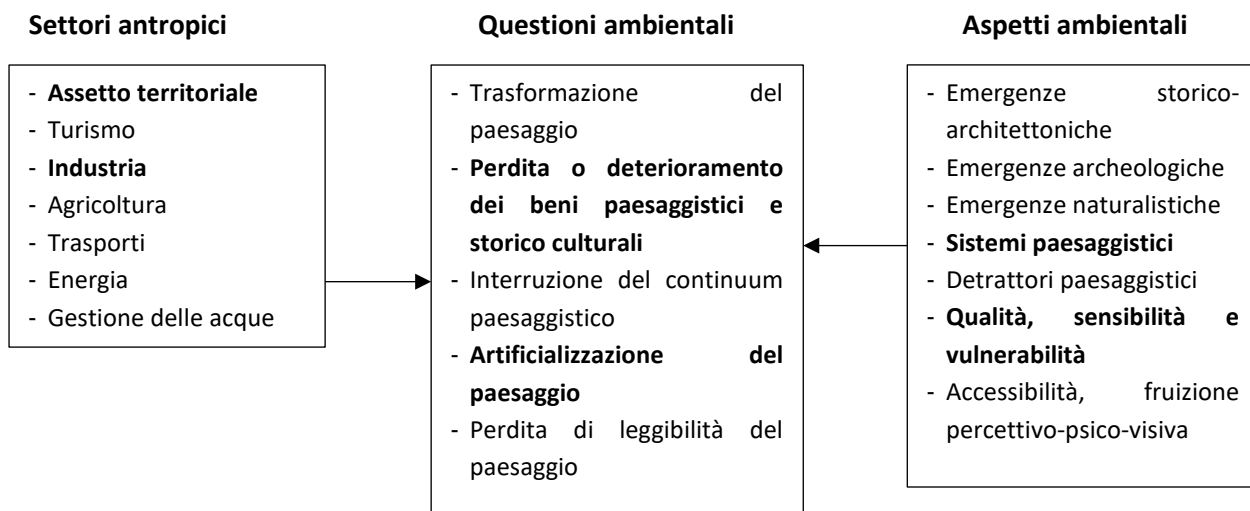 Settori antropici
- Assetto territoriale
- Turismo
- Industria
- Agricoltura
- Trasporti
- Energia
- Gestione delle acque
Questioni ambientali
- Trasformazione del
paesaggio
- Perdita o deterioramento
dei beni paesaggistici e
storico culturali
- Interruzione del continuum
paesaggistico
- Artificializzazione del
paesaggio
- Perdita di leggibilità del
paesaggio
Aspetti ambientali
- Emergenze storico-
architettoniche
- Emergenze archeologiche
- Emergenze naturalistiche
- Sistemi paesaggistici
- Detrattori paesaggistici
- Qualità, sensibilità e
vulnerabilità
- Accessibilità, fruizione
percettivo-psico-visiva